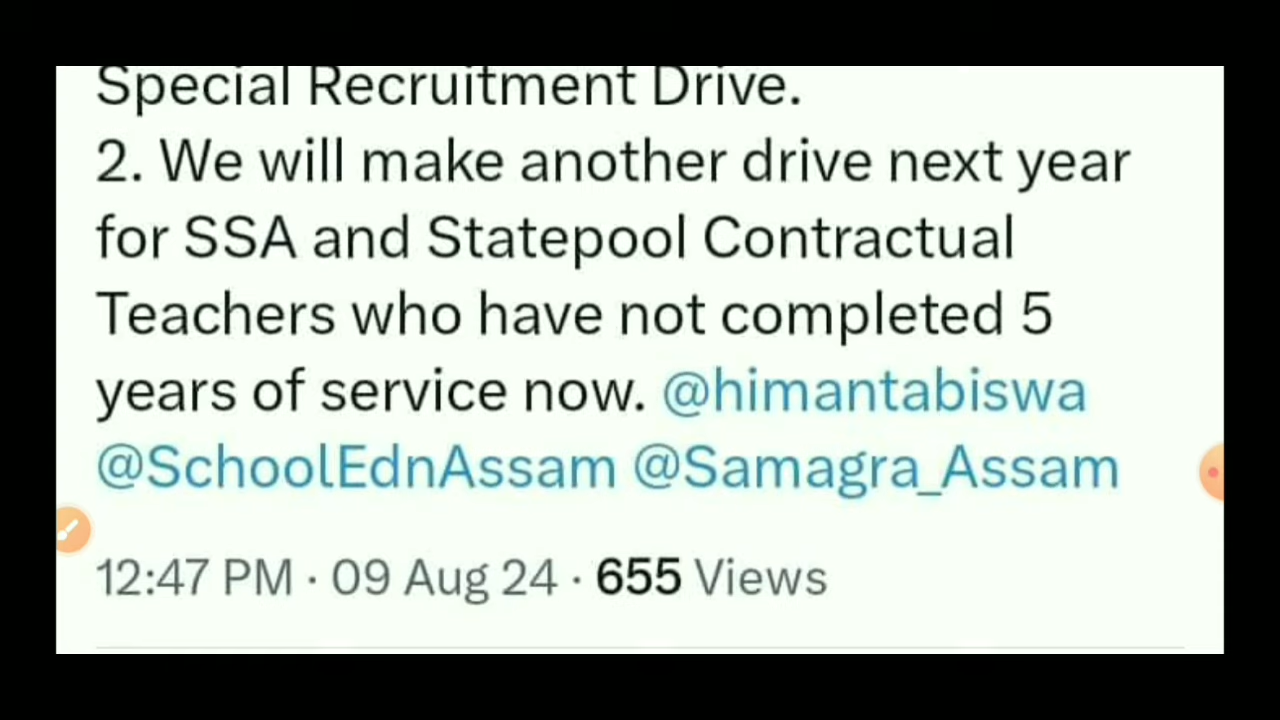 Special Recruitment Drive.
2. We will make another drive next year
for SSA and Statepool Contractual
Teachers who have not completed 5
years of service now. @himantabiswa
@SchoolEdnAssam @Samagra_Assam
12:47 PM · 09 Aug 24 · 655 Views